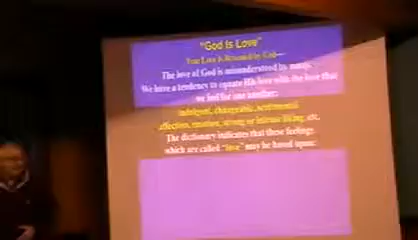 "God Is Love"
True Love Is Revealed by God
The love of God is misunderstood by many.
We have a tendency to equate His love with the love that
we feel for one another:
indulgent, changeable, sentimental
affection, emotion, strong or intense liking, etc.
The dictionary indicates that these feelings
which are called "love" may be based upon: